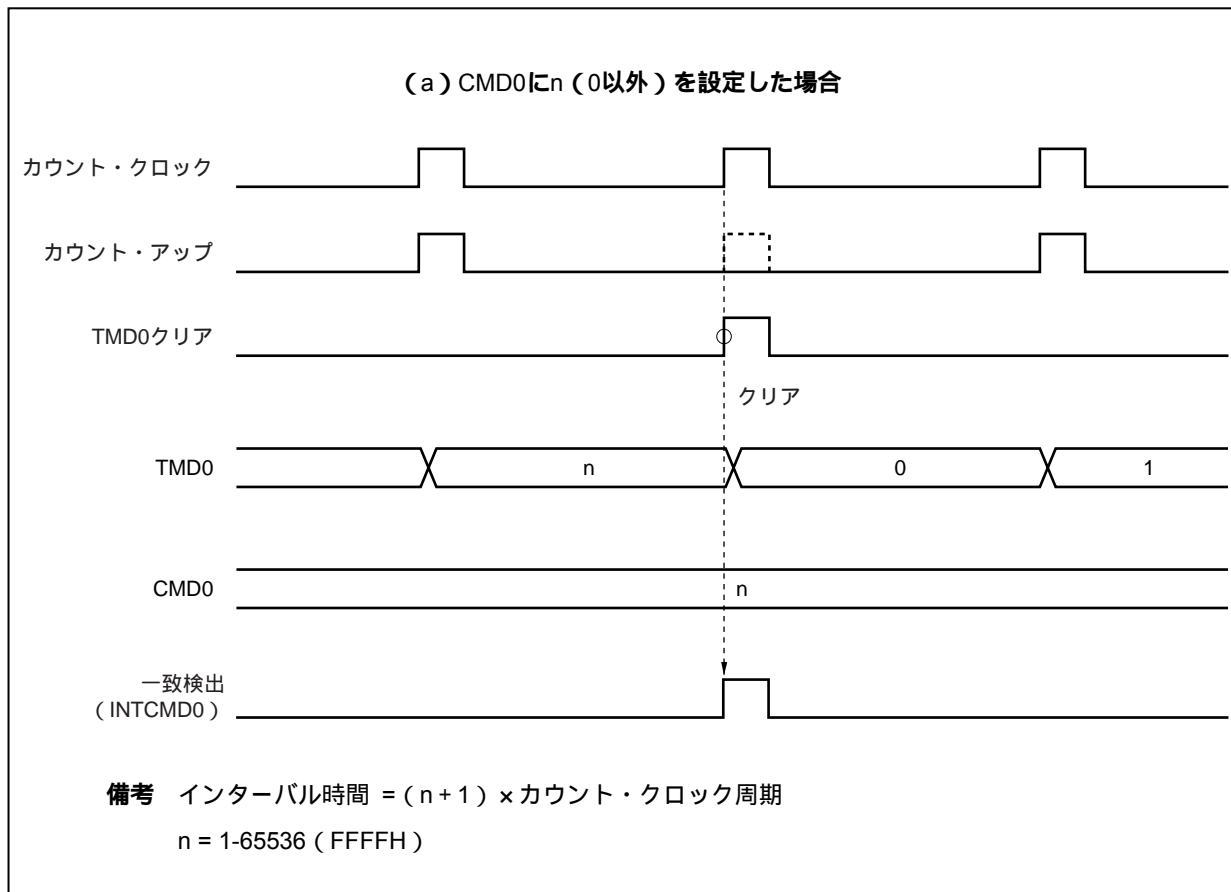 （a）CMD0にn（0以外）を設定した場合
カウント・クロック
カウント・アップ
TMD0クリア
クリア
TMD0
n
0
1
CMD0
n
一致検出
（INTCMD0）
備考 インターバル時間 =（n + 1）×カウント・クロック周期
n = 1-65536（FFFFH）